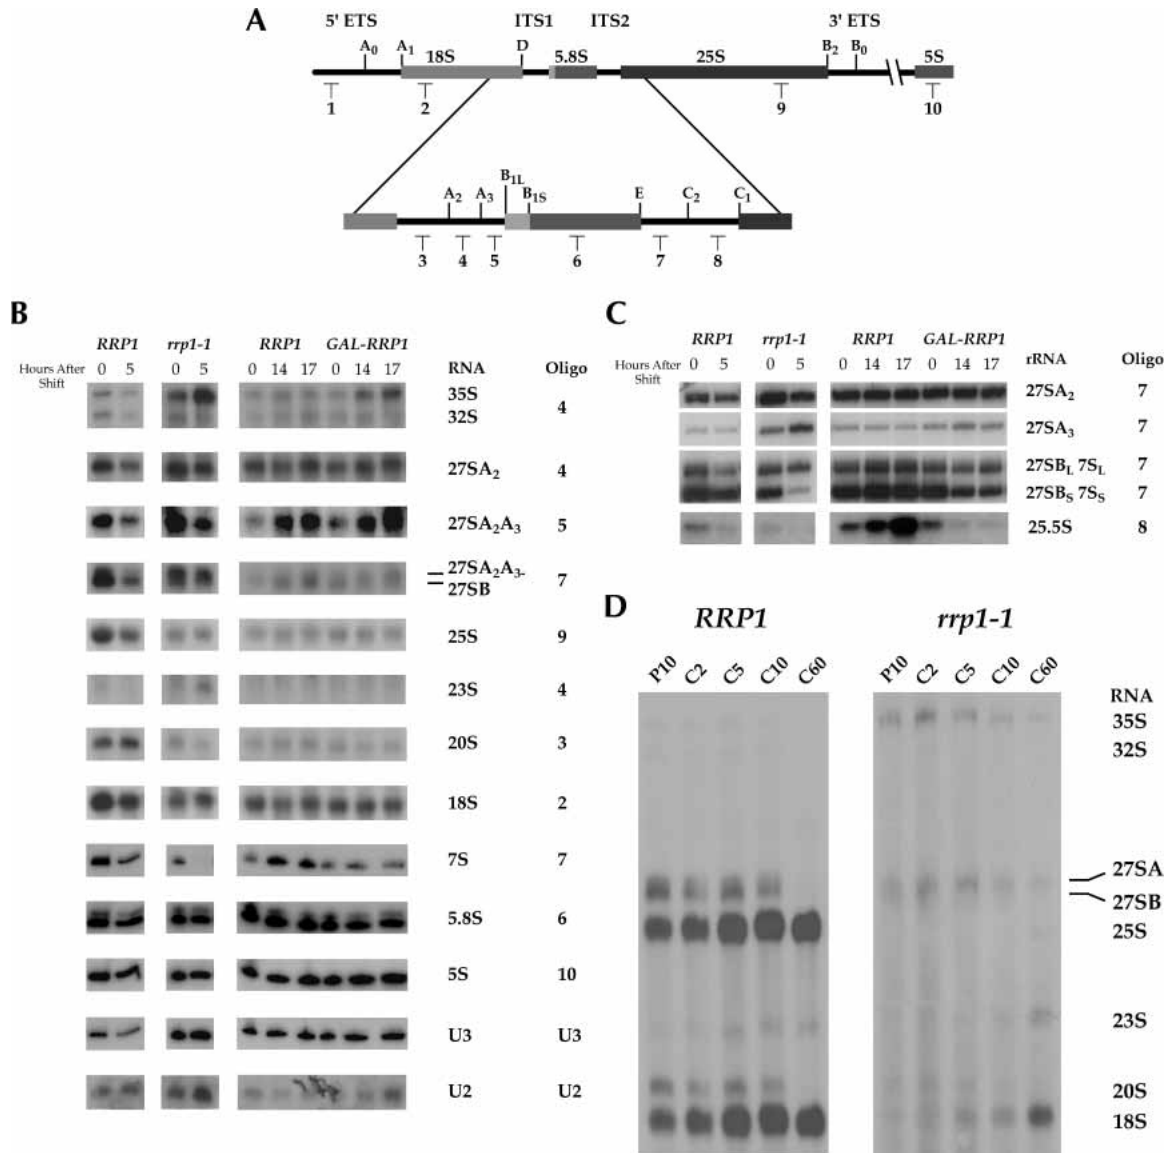 A
5' ETS ITS1 ITS2 3' ETS
A0 A1 18S D 5.8S 25S B2 B0 5S
1 2 9 10
B1L
A2 A3 B1S E C2 C1
3 4 5 6 7 8
B
RRP1 rrp1-1 RRP1 GAL-RRP1
Hours After Shift 0 5 0 5 0 14 17 0 14 17 RNA Oligo
35S
32S 4
27SA2 4
27SA2A3 5
27SA2A3-
27SB 7
25S 9
23S 4
20S 3
18S 2
7S 7
5.8S 6
5S 10
U3 U3
U2 U2
C
RRP1 rrp1-1 RRP1 GAL-RRP1
Hours After Shift 0 5 0 5 0 14 17 0 14 17 rRNA Oligo
27SA2 7
27SA3 7
27SBL 7SL 7
27SBS 7SS 7
25.5S 8
D
RRP1 rrp1-1
P10 C2 C5 C10 C60 P10 C2 C5 C10 C60
RNA
35S
32S
27SA
27SB
25S
23S
20S
18S